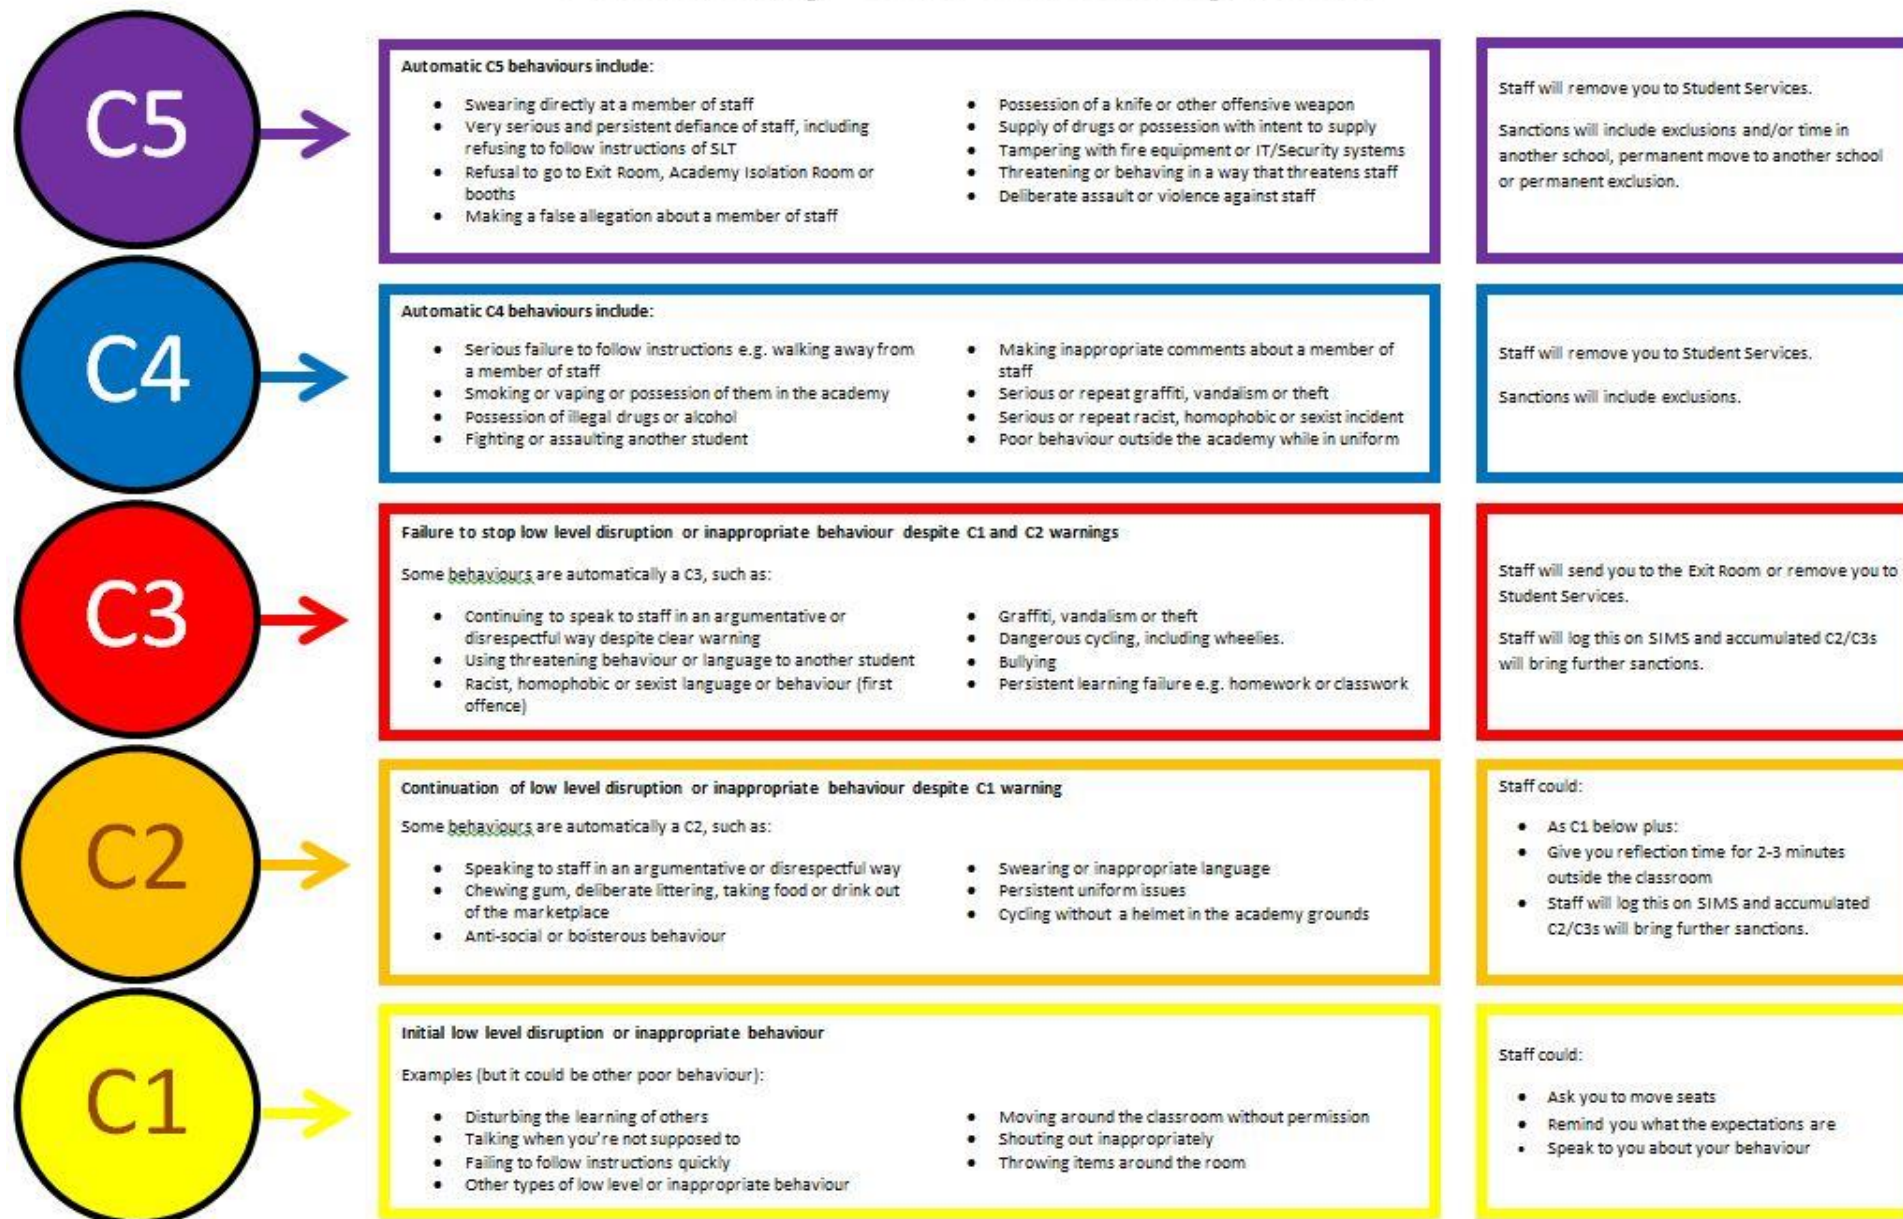 C5
Automatic C5 behaviours include:
• Swearing directly at a member of staff
• Very serious and persistent defiance of staff, including
refusing to follow instructions of SLT
• Refusal to go to Exit Room, Academy Isolation Room or
booths
• Making a false allegation about a member of staff
• Possession of a knife or other offensive weapon
• Supply of drugs or possession with intent to supply
• Tampering with fire equipment or IT/Security systems
• Threatening or behaving in a way that threatens staff
• Deliberate assault or violence against staff
Staff will remove you to Student Services.
Sanctions will include exclusions and/or time in
another school, permanent move to another school
or permanent exclusion.
C4
Automatic C4 behaviours include:
• Serious failure to follow instructions e.g. walking away from
a member of staff
• Smoking or vaping or possession of them in the academy
• Possession of illegal drugs or alcohol
• Fighting or assaulting another student
• Making inappropriate comments about a member of
staff
• Serious or repeat graffiti, vandalism or theft
• Serious or repeat racist, homophobic or sexist incident
• Poor behaviour outside the academy while in uniform
Staff will remove you to Student Services.
Sanctions will include exclusions.
C3
Failure to stop low level disruption or inappropriate behaviour despite C1 and C2 warnings
Some behaviours are automatically a C3, such as:
• Continuing to speak to staff in an argumentative or
disrespectful way despite clear warning
• Using threatening behaviour or language to another student
• Racist, homophobic or sexist language or behaviour (first
offence)
• Graffiti, vandalism or theft
• Dangerous cycling, including wheelies.
• Bullying
• Persistent learning failure e.g. homework or classwork
Staff will send you to the Exit Room or remove you to
Student Services.
Staff will log this on SIMS and accumulated C2/C3s
will bring further sanctions.
C2
Continuation of low level disruption or inappropriate behaviour despite C1 warning
Some behaviours are automatically a C2, such as:
• Speaking to staff in an argumentative or disrespectful way
• Chewing gum, deliberate littering, taking food or drink out
of the marketplace
• Anti-social or boisterous behaviour
• Swearing or inappropriate language
• Persistent uniform issues
• Cycling without a helmet in the academy grounds
Staff could:
• As C1 below plus:
• Give you reflection time for 2-3 minutes
outside the classroom
• Staff will log this on SIMS and accumulated
C2/C3s will bring further sanctions.
C1
Initial low level disruption or inappropriate behaviour
Examples (but it could be other poor behaviour):
• Disturbing the learning of others
• Talking when you're not supposed to
• Failing to follow instructions quickly
• Other types of low level or inappropriate behaviour
• Moving around the classroom without permission
• Shouting out inappropriately
• Throwing items around the room
Staff could:
• Ask you to move seats
• Remind you what the expectations are
• Speak to you about your behaviour